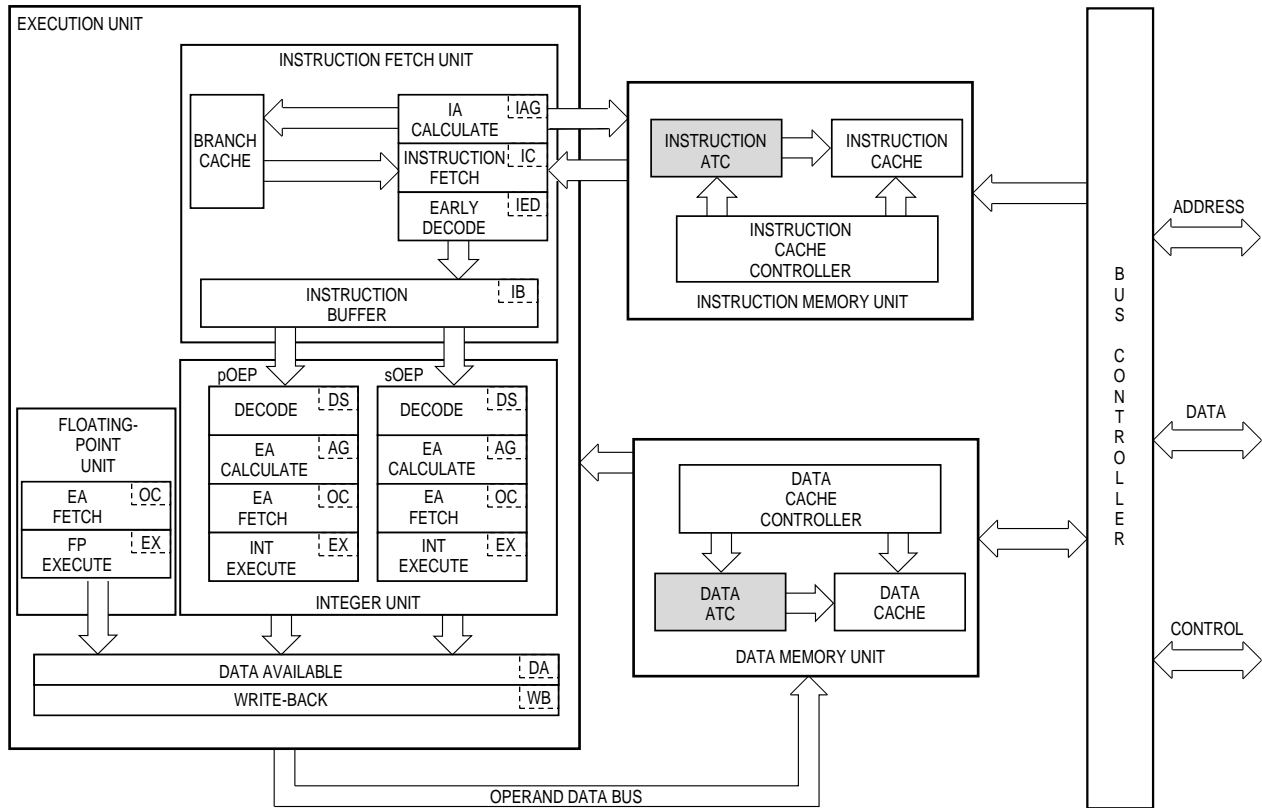 EXECUTION UNIT
INSTRUCTION FETCH UNIT
BRANCH
CACHE
IA
CALCULATE
IAG
INSTRUCTION
FETCH
IC
EARLY
DECODE
IED
INSTRUCTION
BUFFER
IB
INSTRUCTION
ATC
INSTRUCTION
CACHE
INSTRUCTION
CACHE
CONTROLLER
INSTRUCTION MEMORY UNIT
pOEP
DECODE
DS
EA
CALCULATE
AG
EA
FETCH
OC
INT
EXECUTE
EX
sOEP
DECODE
DS
EA
CALCULATE
AG
EA
FETCH
OC
INT
EXECUTE
EX
INTEGER UNIT
FLOATING-
POINT
UNIT
EA
FETCH
OC
FP
EXECUTE
EX
DATA AVAILABLE
DA
WRITE-BACK
WB
DATA
CACHE
CONTROLLER
DATA
ATC
DATA
CACHE
DATA MEMORY UNIT
OPERAND DATA BUS
BUS CONTROLLER
ADDRESS
DATA
CONTROL